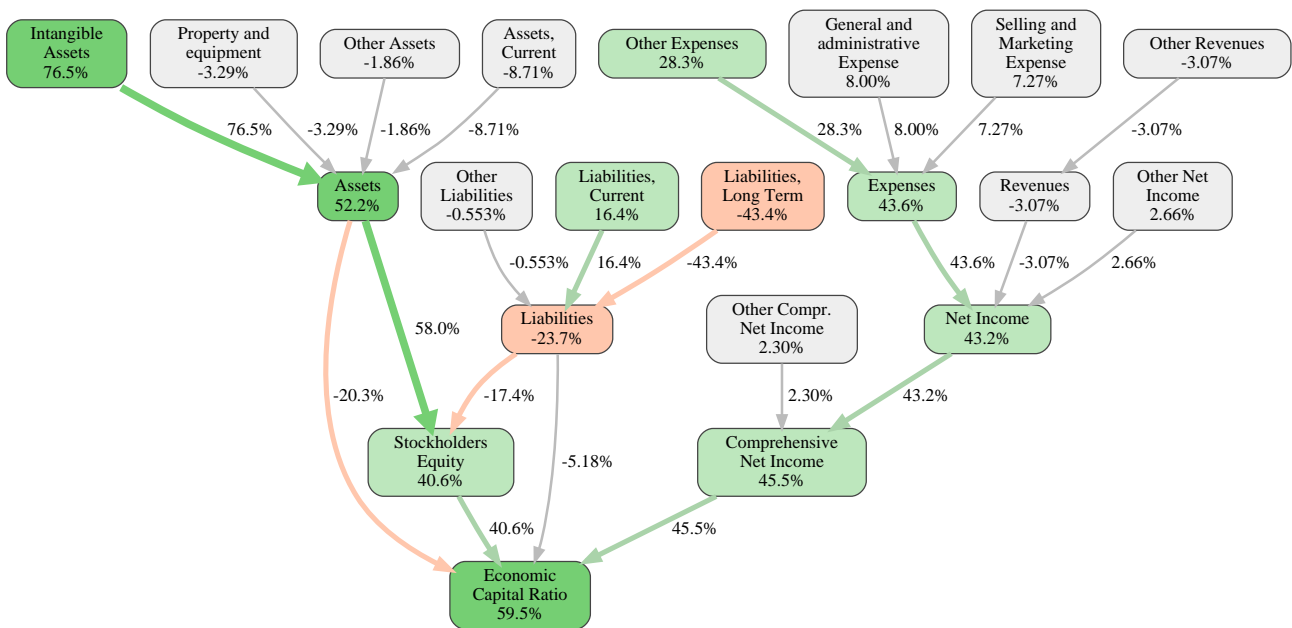 Intangible
Assets
76.5%
Property and
equipment
-3.29%
Other Assets
-1.86%
Assets,
Current
-8.71%
Other Expenses
28.3%
General and
administrative
Expense
8.00%
Selling and
Marketing
Expense
7.27%
Other Revenues
-3.07%
76.5%
-3.29%
-1.86%
-8.71%
28.3%
8.00%
7.27%
-3.07%
Assets
52.2%
Other
Liabilities
-0.553%
Liabilities,
Current
16.4%
Liabilities,
Long Term
-43.4%
Expenses
43.6%
Revenues
-3.07%
Other Net
Income
2.66%
-0.553%
16.4%
-43.4%
43.6%
-3.07%
2.66%
58.0%
Liabilities
-23.7%
Other Compr.
Net Income
2.30%
Net Income
43.2%
-20.3%
-17.4%
2.30%
43.2%
Stockholders
Equity
40.6%
-5.18%
Comprehensive
Net Income
45.5%
40.6%
45.5%
Economic
Capital Ratio
59.5%